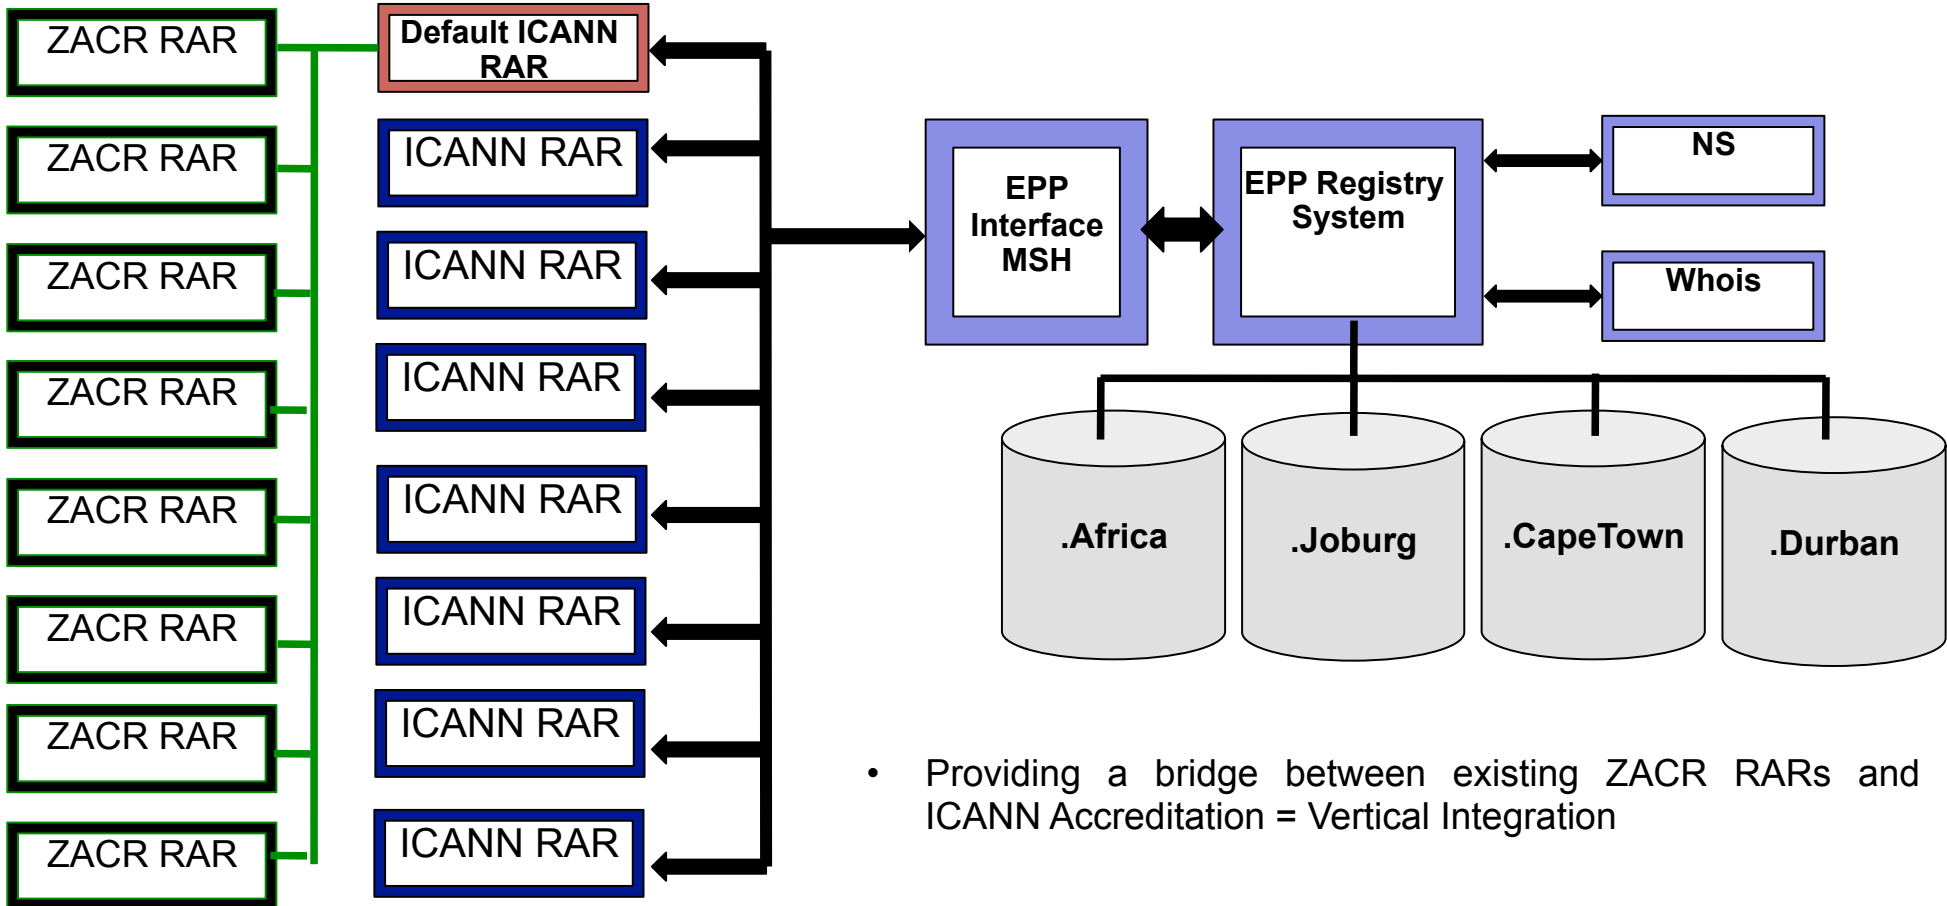 ZACR RAR
ZACR RAR
ZACR RAR
ZACR RAR
ZACR RAR
ZACR RAR
ZACR RAR
ZACR RAR
Default ICANN
RAR
ICANN RAR
ICANN RAR
ICANN RAR
ICANN RAR
ICANN RAR
ICANN RAR
ICANN RAR
EPP
Interface
MSH
EPP Registry
System
NS
Whois
.Africa
.Joburg
.CapeTown
.Durban
• Providing a bridge between existing ZACR RARs and
ICANN Accreditation = Vertical Integration